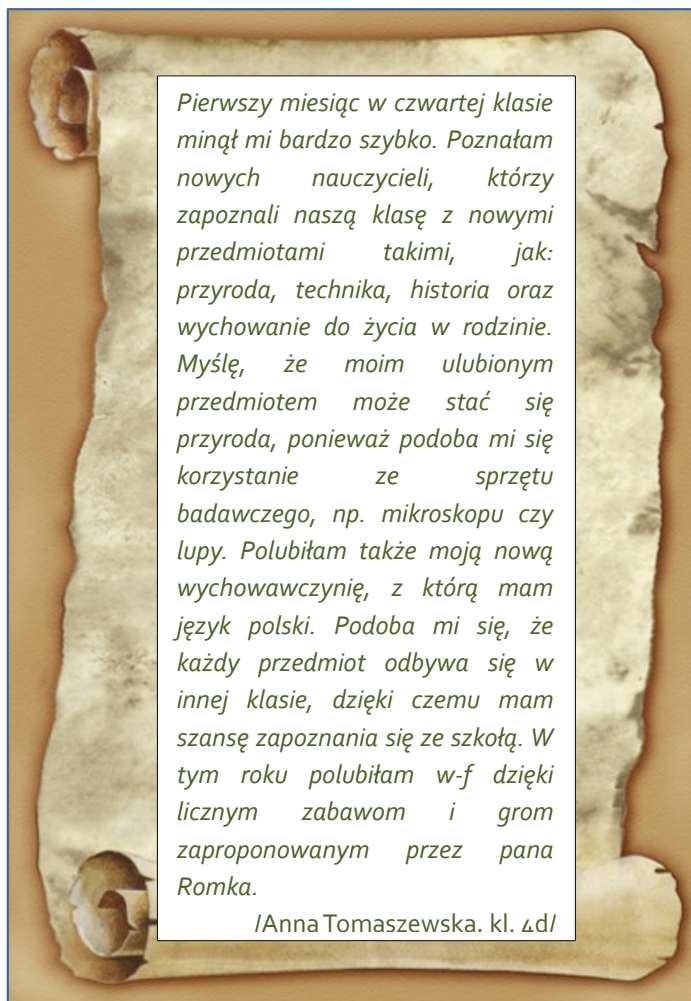 Pierwszy miesiąc w czwartej klasie
minął mi bardzo szybko. Poznałam
nowych nauczycieli, którzy
zapoznali naszą klasę z nowymi
przedmiotami takimi, jak:
przyroda, technika, historia oraz
wychowanie do życia w rodzinie.
Myślę, że moim ulubionym
przedmiotem może stać się
przyroda, ponieważ podoba mi się
korzystanie ze sprzętu
badawczego, np. mikroskopu czy
lupy. Polubiłam także moją nową
wychowawczynię, z którą mam
język polski. Podoba mi się, że
każdy przedmiot odbywa się w
innej klasie, dzięki czemu mam
szansę zapoznania się ze szkołą. W
tym roku polubiłam w-f dzięki
licznym zabawom i grom
zaproponowanym przez pana
Romka.
/Anna Tomaszewska. kl. 4d/